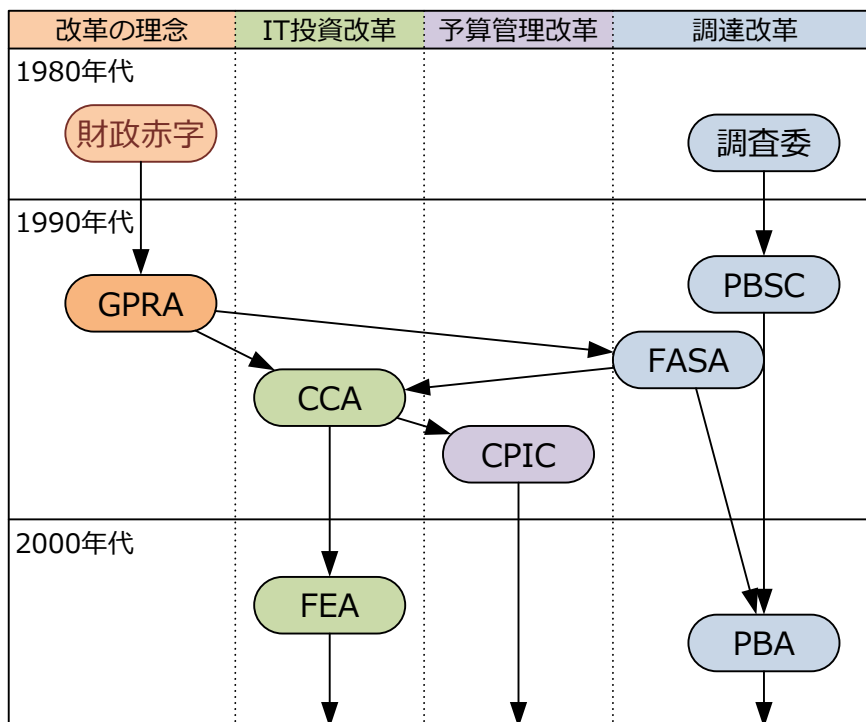 改革の理念 IT投資改革 予算管理改革 調達改革
1980年代
財政赤字
調査委
1990年代
PBSC
GPRA
FASA
CCA
CPIC
2000年代
FEA
PBA